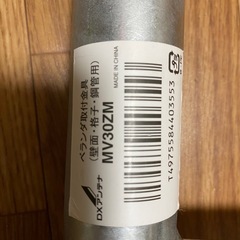 ベランダ取付金具
(壁面・格子・鋼管用)
MV30ZM
MADE IN CHINA
DXアンテナ
T4975584403553